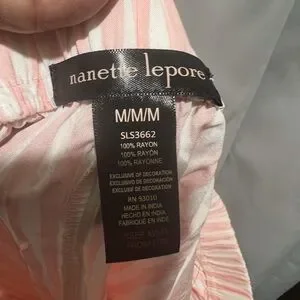 nanette lepore
M/M/M
SLS3662
100% RAYON
100% RAYÓN
100% RAYONNE
EXCLUSIVE OF DECORATION
EXCLUSIVO DE DECORACIÓN
EXCLUSIF DE DÉCORATION
RN 93010
MADE IN INDIA
HECHO EN INDIA
FABRIQUÉ EN INDE